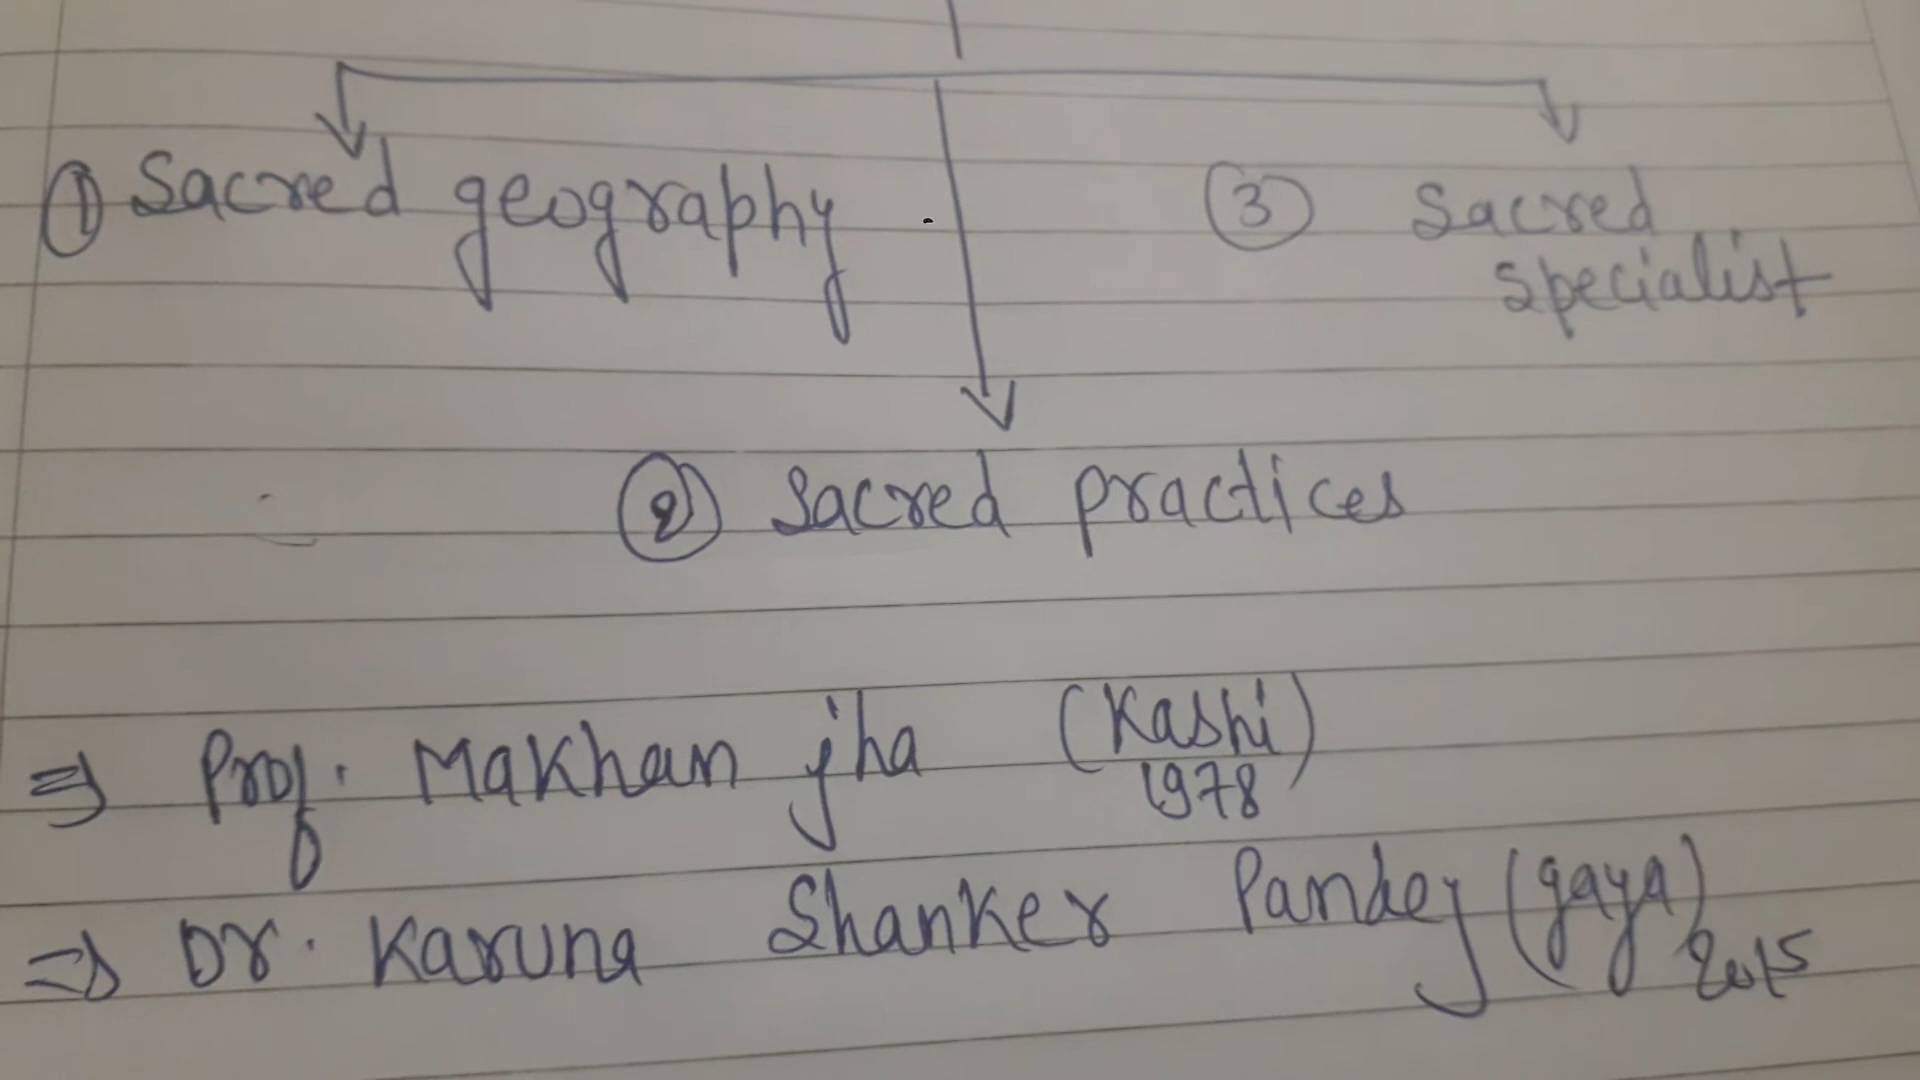 ① Sacred geography
③ Sacred
specialist
② Sacred practices
⇒ Prof. Makhan jha (Kashi)
1978
⇒ Dr. Karuna Shanker Pandey (gaya)
2015